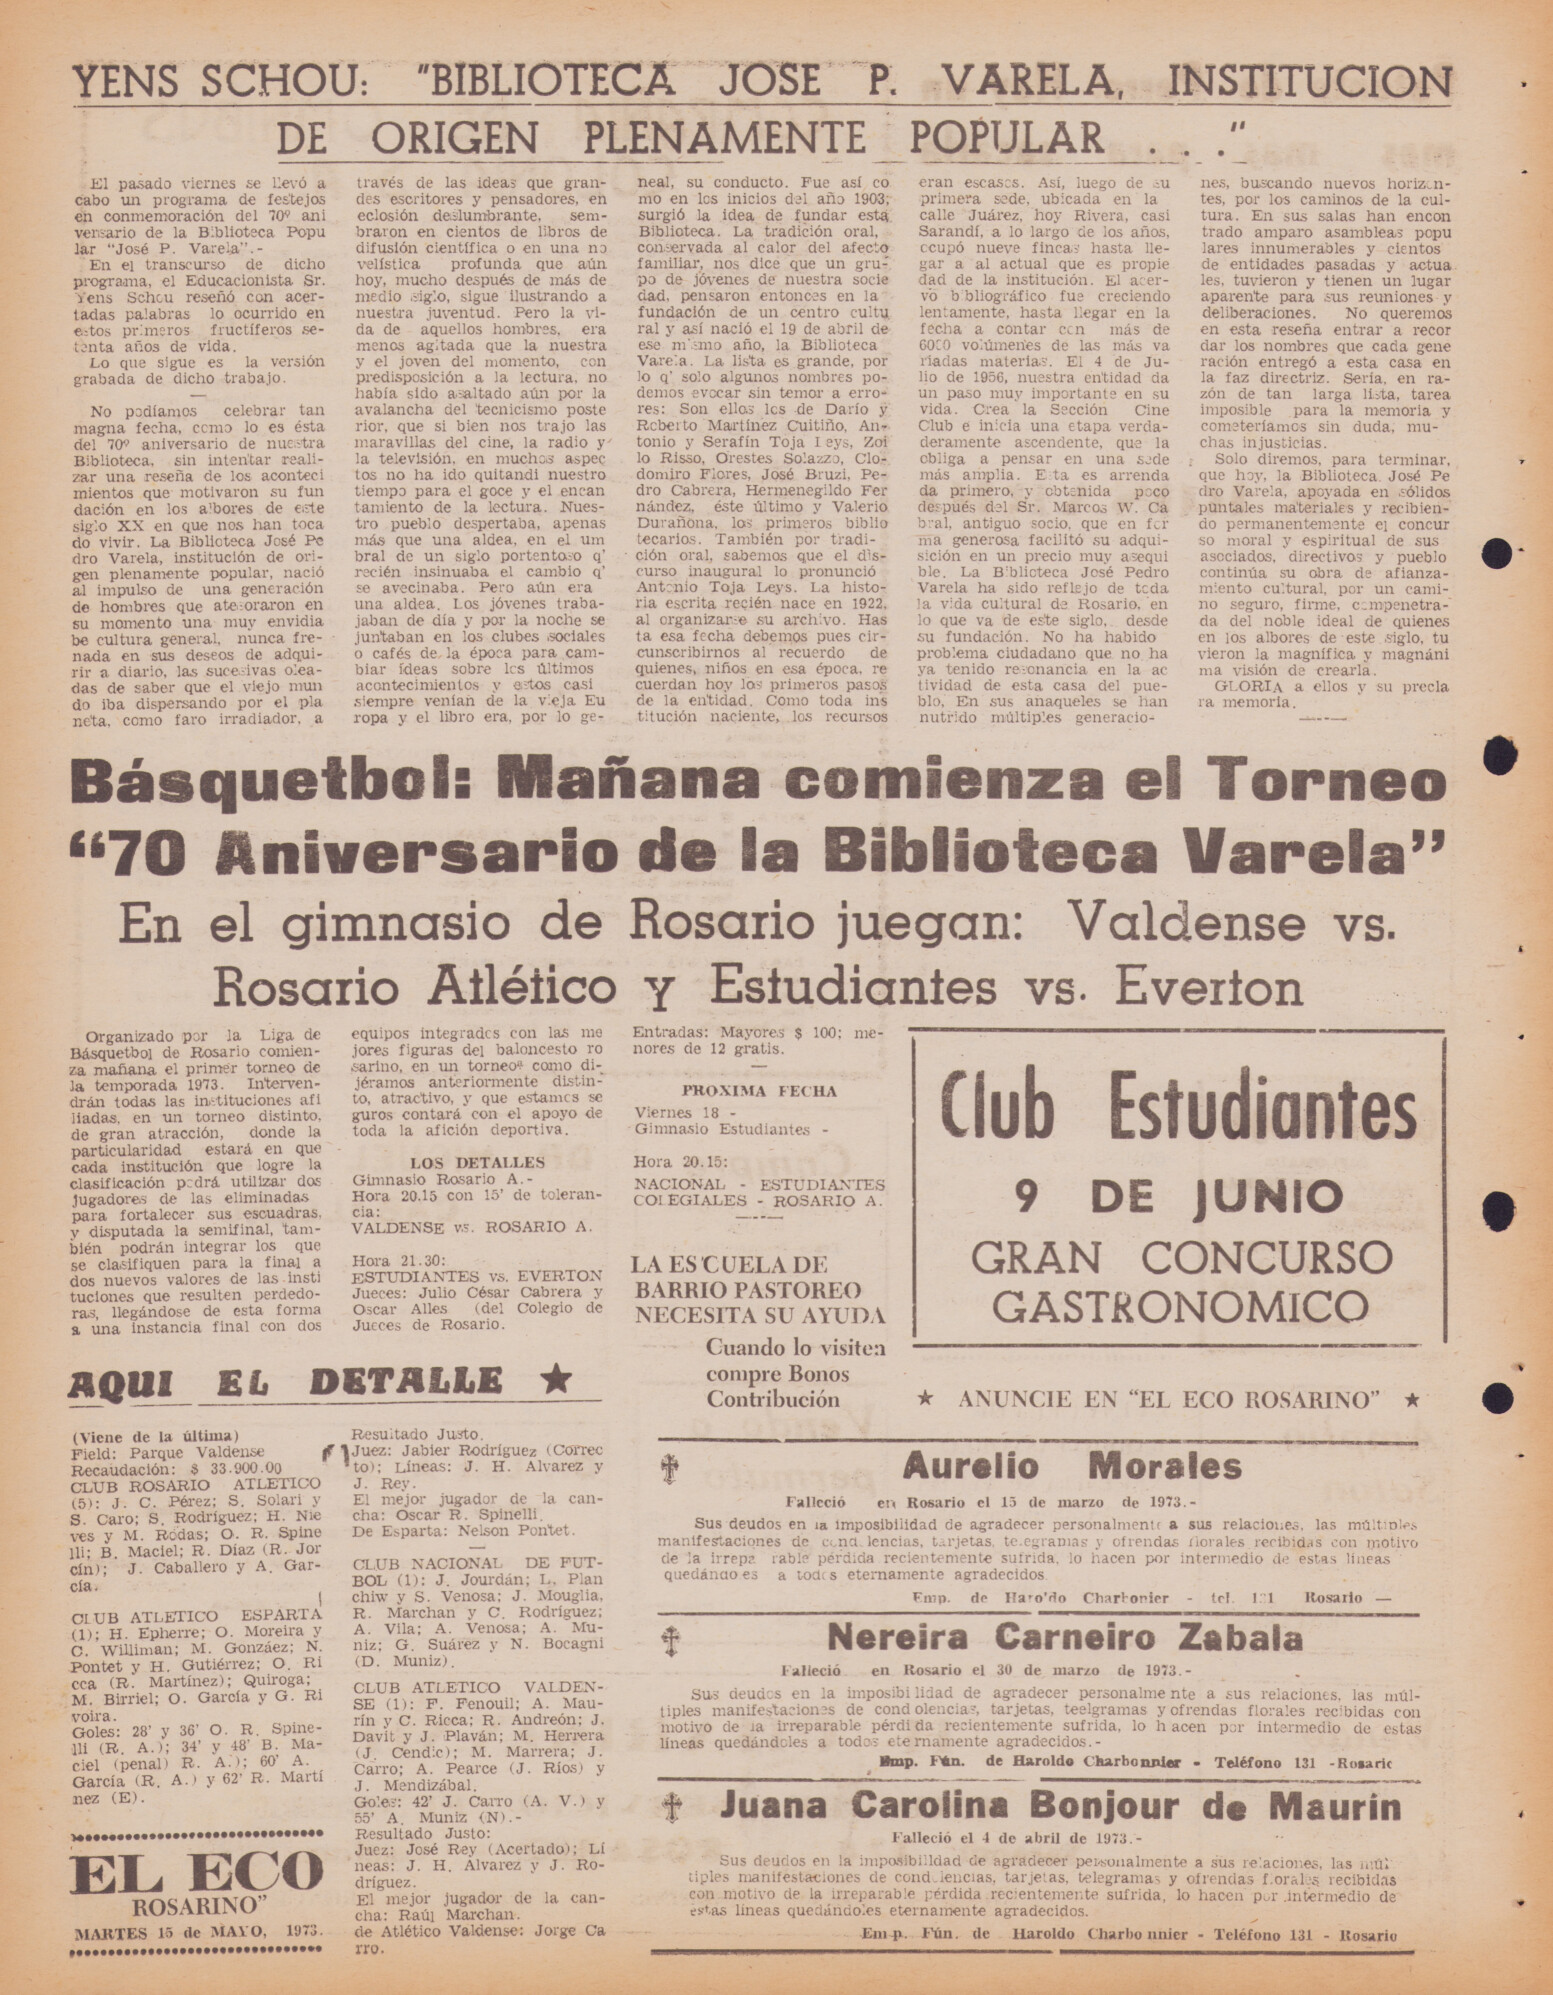 YENS SCHOU: "BIBLIOTECA JOSE P. VARELA, INSTITUCION
DE ORIGEN PLENAMENTE POPULAR . . ."
El pasado viernes se llevó a
cabo un programa de festejos
en conmemoración del 70º ani
versario de la Biblioteca Popu
lar "José P. Varela".-
En el transcurso de dicho
programa, el Educacionista Sr.
Yens Schou reseñó con acer-
tadas palabras lo ocurrido en
estos primeros fructíferos se-
tenta años de vida.
Lo que sigue es la versión
grabada de dicho trabajo.
—
No podíamos celebrar tan
magna fecha, como lo es ésta
del 70º aniversario de nuestra
Biblioteca, sin intentar reali-
zar una reseña de los aconteci
mientos que motivaron su fun
dación en los albores de este
siglo XX en que nos han toca
do vivir. La Biblioteca José Pe
dro Varela, institución de ori-
gen plenamente popular, nació
al impulso de una generación
de hombres que atesoraron en
su momento una muy envidia
be cultura general, nunca fre-
nada en sus deseos de adqui-
rir a diario, las sucesivas olea-
das de saber que el viejo mun
do iba dispersando por el pla
neta, como faro irradiador, a
través de las ideas que gran-
des escritores y pensadores, en
eclosión deslumbrante, sem-
braron en cientos de libros de
difusión científica o en una no
velística profunda que aún
hoy, mucho después de más de
medio siglo, sigue ilustrando a
nuestra juventud. Pero la vi-
da de aquellos hombres, era
menos agitada que la nuestra
y el joven del momento, con
predisposición a la lectura, no
había sido asaltado aún por la
avalancha del tecnicismo poste
rior, que si bien nos trajo las
maravillas del cine, la radio y
la televisión, en muchos aspec
tos no ha ido quitandi nuestro
tiempo para el goce y el encan
tamiento de la lectura. Nues-
tro pueblo despertaba, apenas
más que una aldea, en el um
bral de un siglo portentoso q'
recién insinuaba el cambio q'
se avecinaba. Pero aún era
una aldea. Los jóvenes traba-
jaban de día y por la noche se
juntaban en los clubes sociales
o cafés de la época para cam-
biar ideas sobre los últimos
acontecimientos y estos casi
siempre venían de la vieja Eu
ropa y el libro era, por lo ge-
neal, su conducto. Fue así co
mo en los inicios del año 1903,
surgió la idea de fundar esta
Biblioteca. La tradición oral,
conservada al calor del afecto
familiar, nos dice que un gru-
po de jóvenes de nuestra socie
dad, pensaron entonces en la
fundación de un centro cultu
ral y así nació el 19 de abril de
ese mismo año, la Biblioteca
Varela. La lista es grande, por
lo q' solo algunos nombres po-
demos evocar sin temor a erro-
res: Son ellos los de Darío y
Roberto Martínez Cuitiño, An-
tonio y Serafín Toja Leys, Zoi
lo Risso, Orestes Solazzo, Clo-
domiro Flores, José Bruzi, Pe-
dro Cabrera, Hermenegildo Fer
nández, éste último y Valerio
Durañona, los primeros biblio
tecarios. También por tradi-
ción oral, sabemos que el dis-
curso inaugural lo pronunció
Antonio Toja Leys. La histo-
ria escrita recién nace en 1922,
al organizarse su archivo. Has
ta esa fecha debemos pues cir-
cunscribirnos al recuerdo de
quienes, niños en esa época, re
cuerdan hoy los primeros pasos
de la entidad. Como toda ins
titución naciente, los recursos
eran escasos. Así, luego de su
primera sede, ubicada en la
calle Juárez, hoy Rivera, casi
Sarandí, a lo largo de los años,
ocupó nueve fincas hasta lle-
gar a al actual que es propie
dad de la institución. El acer-
vo bibliográfico fue creciendo
lentamente, hasta llegar en la
fecha a contar con más de
6000 volúmenes de las más va
riadas materias. El 4 de Ju-
lio de 1956, nuestra entidad da
un paso muy importante en su
vida. Crea la Sección Cine
Club e inicia una etapa verda-
deramente ascendente, que la
obliga a pensar en una sede
más amplia. Esta es arrenda
da primero, y obtenida poco
después del Sr. Marcos W. Ca
bral, antiguo socio, que en for
ma generosa facilitó su adqui-
sición en un precio muy asequi
ble. La Biblioteca José Pedro
Varela ha sido reflejo de toda
la vida cultural de Rosario, en
lo que va de este siglo, desde
su fundación. No ha habido
problema ciudadano que no ha
ya tenido resonancia en la ac
tividad de esta casa del pue-
blo, En sus anaqueles se han
nutrido múltiples generacio-
nes, buscando nuevos horizon-
tes, por los caminos de la cul-
tura. En sus salas han encon
trado amparo asambleas popu
lares innumerables y cientos
de entidades pasadas y actua
les, tuvieron y tienen un lugar
aparente para sus reuniones y
deliberaciones. No queremos
en esta reseña entrar a recor
dar los nombres que cada gene
ración entregó a esta casa en
la faz directriz. Sería, en ra-
zón de tan larga lista, tarea
imposible para la memoria y
cometeríamos sin duda, mu-
chas injusticias.
Solo diremos, para terminar,
que hoy, la Biblioteca José Pe
dro Varela, apoyada en sólidos
puntales materiales y recibien-
do permanentemente el concur
so moral y espiritual de sus
asociados, directivos y pueblo
continúa su obra de afianza-
miento cultural, por un cami-
no seguro, firme, compenetra-
da del noble ideal de quienes
en los albores de este siglo, tu
vieron la magnífica y magnáni
ma visión de crearla.
GLORIA a ellos y su precla
ra memoria.
Básquetbol: Mañana comienza el Torneo
"70 Aniversario de la Biblioteca Varela"
En el gimnasio de Rosario juegan: Valdense vs.
Rosario Atlético y Estudiantes vs. Everton
Organizado por la Liga de
Básquetbol de Rosario comien-
za mañana el primer torneo de
la temporada 1973. Interven-
drán todas las instituciones afi
liadas, en un torneo distinto,
de gran atracción, donde la
particularidad estará en que
cada institución que logre la
clasificación podrá utilizar dos
jugadores de las eliminadas
para fortalecer sus escuadras,
y disputada la semifinal, tam-
bién podrán integrar los que
se clasifiquen para la final a
dos nuevos valores de las insti
tuciones que resulten perdedo-
ras, llegándose de esta forma
a una instancia final con dos
equipos integrados con las me
jores figuras del baloncesto ro
sarino, en un torneo como di-
jéramos anteriormente distin-
to, atractivo, y que estamos se
guros contará con el apoyo de
toda la afición deportiva.
LOS DETALLES
Gimnasio Rosario A.-
Hora 20.15 con 15' de toleran-
cia:
VALDENSE vs. ROSARIO A.
Hora 21.30:
ESTUDIANTES vs. EVERTON
Jueces: Julio César Cabrera y
Oscar Alles (del Colegio de
Jueces de Rosario.
Entradas: Mayores $ 100; me-
nores de 12 gratis.
—
PROXIMA FECHA
Viernes 18 -
Gimnasio Estudiantes -
Hora 20.15:
NACIONAL - ESTUDIANTES
COLEGIALES - ROSARIO A.
LA ESCUELA DE
BARRIO PASTOREO
NECESITA SU AYUDA
Cuando lo visiten
compre Bonos
Contribución
Club Estudiantes
9 DE JUNIO
GRAN CONCURSO
GASTRONOMICO
★ ANUNCIE EN "EL ECO ROSARINO" ★
AQUI EL DETALLE ★
(Viene de la última)
Field: Parque Valdense
Recaudación: $ 33.900.00
CLUB ROSARIO ATLETICO
(5): J. C. Pérez; S. Solari y
S. Caro; S. Rodríguez; H. Nie
ves y M. Rodas; O. R. Spine
lli; B. Maciel; R. Díaz (R. Jor
cín); J. Caballero y A. Gar-
cía.
CLUB ATLETICO ESPARTA
(1); H. Epherre; O. Moreira y
C. Williman; M. Gonzáez; N.
Pontet y H. Gutiérrez; O. Ri
cca (R. Martínez); Quiroga;
M. Birriel; O. García y G. Ri
voira.
Goles: 28' y 36' O. R. Spine-
lli (R. A.); 34' y 48' B. Ma-
ciel (penal) R. A.); 60' A.
García (R. A.) y 62' R. Martí
nez (E).
Resultado Justo.
Juez: Jabier Rodríguez (Correc
to); Líneas: J. H. Alvarez y
J. Rey.
El mejor jugador de la can-
cha: Oscar R. Spinelli.
De Esparta: Nelson Pontet.
—
CLUB NACIONAL DE FUT-
BOL (1): J. Jourdán; L. Plan
chiw y S. Venosa; J. Mouglia,
R. Marchan y C. Rodríguez;
A. Vila; A. Venosa; A. Mu-
niz; G. Suárez y N. Bocagni
(D. Muniz).
CLUB ATLETICO VALDEN-
SE (1): F. Fenouil; A. Mau-
rín y C. Ricca; R. Andreón; J.
Davit y J. Plaván; M. Herrera
(J. Cendic); M. Marrera; J.
Carro; A. Pearce (J. Ríos) y
J. Mendizábal.
Goles: 42' J. Carro (A. V.) y
55' A. Muniz (N).-
Resultado Justo:
Juez: José Rey (Acertado); Lí
neas: J. H. Alvarez y J. Ro-
dríguez.
El mejor jugador de la can-
cha: Raúl Marchan.
de Atlético Valdense: Jorge Ca
rro.
EL ECO
ROSARINO"
MARTES 15 de MAYO, 1973.
Aurelio Morales
Falleció en Rosario el 15 de marzo de 1973.-
Sus deudos en la imposibilidad de agradecer personalmente a sus relaciones, las múltiples
manifestaciones de condolencias, tarjetas, telegramas y ofrendas florales recibidas con motivo
de la irrepa rable pérdida recientemente sufrida, lo hacen por intermedio de estas líneas
quedándo es a todos eternamente agradecidos.
Emp. de Haroldo Charbonier - tel. 131 Rosario —
Nereira Carneiro Zabala
Falleció en Rosario el 30 de marzo de 1973.-
Sus deudos en la imposibilidad de agradecer personalmente a sus relaciones, las múl-
tiples manifestaciones de condolencias, tarjetas, teelgramas y ofrendas florales recibidas con
motivo de la irreparable pérdida recientemente sufrida, lo hacen por intermedio de estas
líneas quedándoles a todos eternamente agradecidos.-
Emp. Fún. de Haroldo Charbonnier - Teléfono 131 -Rosario
Juana Carolina Bonjour de Maurin
Falleció el 4 de abril de 1973.-
Sus deudos en la imposibilldad de agradecer personalmente a sus relaciones, las múl
tiples manifestaciones de condolencias, tarjetas, telegramas y ofrendas florales recibidas
con motivo de la irreparable pérdida recientemente sufrida, lo hacen por intermedio de
éstas líneas quedándoles eternamente agradecidos.
Emp. Fún. de Haroldo Charbonnier - Teléfono 131 - Rosario